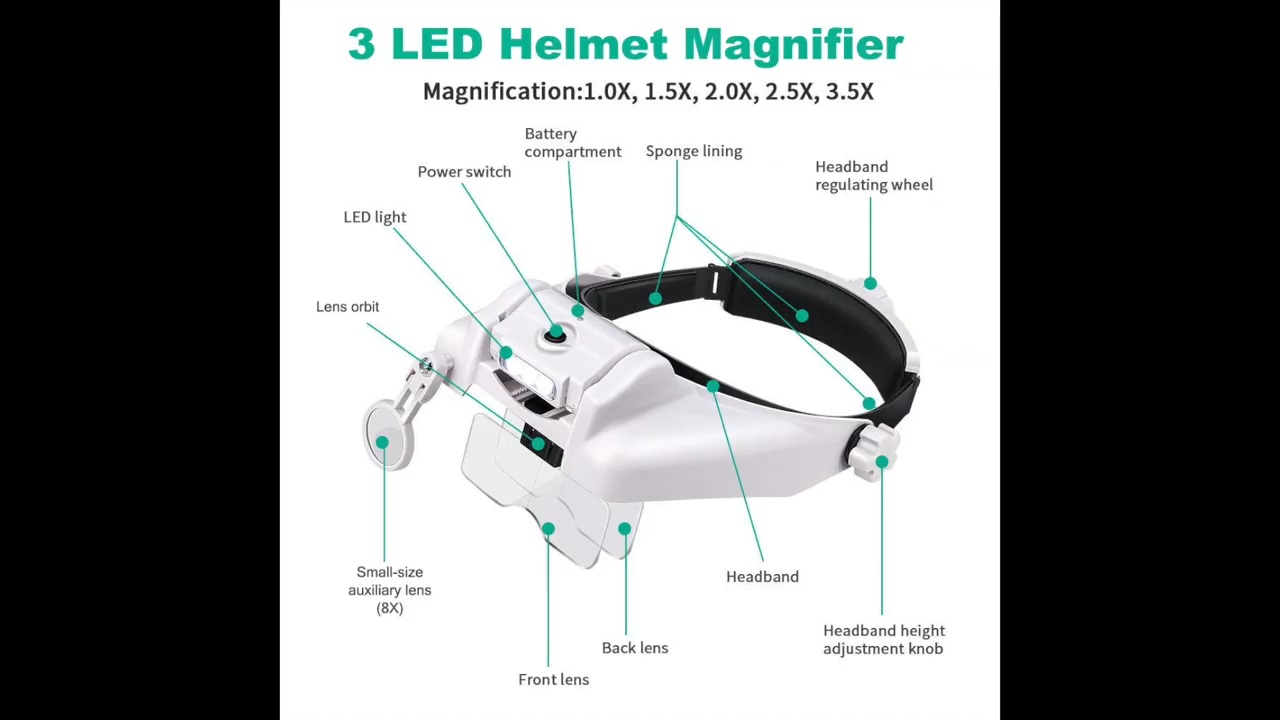 3 LED Helmet Magnifier
Magnification:1.0X, 1.5X, 2.0X, 2.5X, 3.5X
Battery
compartment
Sponge lining
Power switch
Headband
regulating wheel
LED light
Lens orbit
Small-size
auxiliary lens
(8X)
Headband
Headband height
adjustment knob
Back lens
Front lens